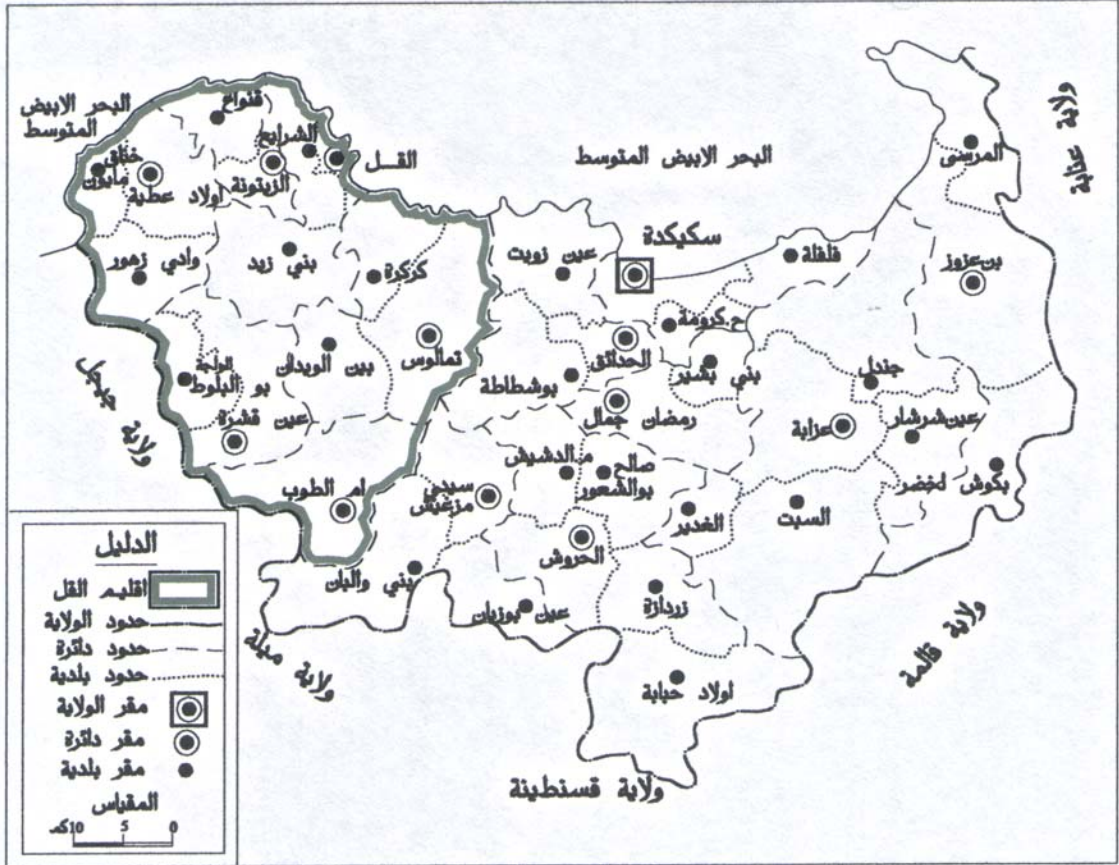 البحر الابيض
المتوسط
قنواع
الشرايع
القـل
خناق
مايون
اولاد عطية
الزيتونة
البحر الابيض المتوسط
المرسى
ولاية عنابة
وادي زهور
بني زيد
كركرة
عين زويت
سكيكدة
فلفلة
بن عزوز
ح.كرومة
الحدائق
بني بشير
تمالوس
بين الويدان
الولجة
بو البلوط
بوشطاطة
رمضان جمال
جندل
عزابة
عين شرشار
ولاية جيجل
عين قشرة
م.الدشيش
صالح
بوالشعور
بكوش لخضر
ام الطوب
سيدي
مزغيش
الغدير
السبت
الحروش
بني والبان
عين بوزيان
زردازة
ولاية قالمة
ولاية ميلة
اولاد حبابة
ولاية قسنطينة
الدليل
اقليم القل
حدود الولاية
حدود دائرة
حدود بلدية
مقر الولاية
مقر دائرة
مقر بلدية
المقياس
10كم 5 0